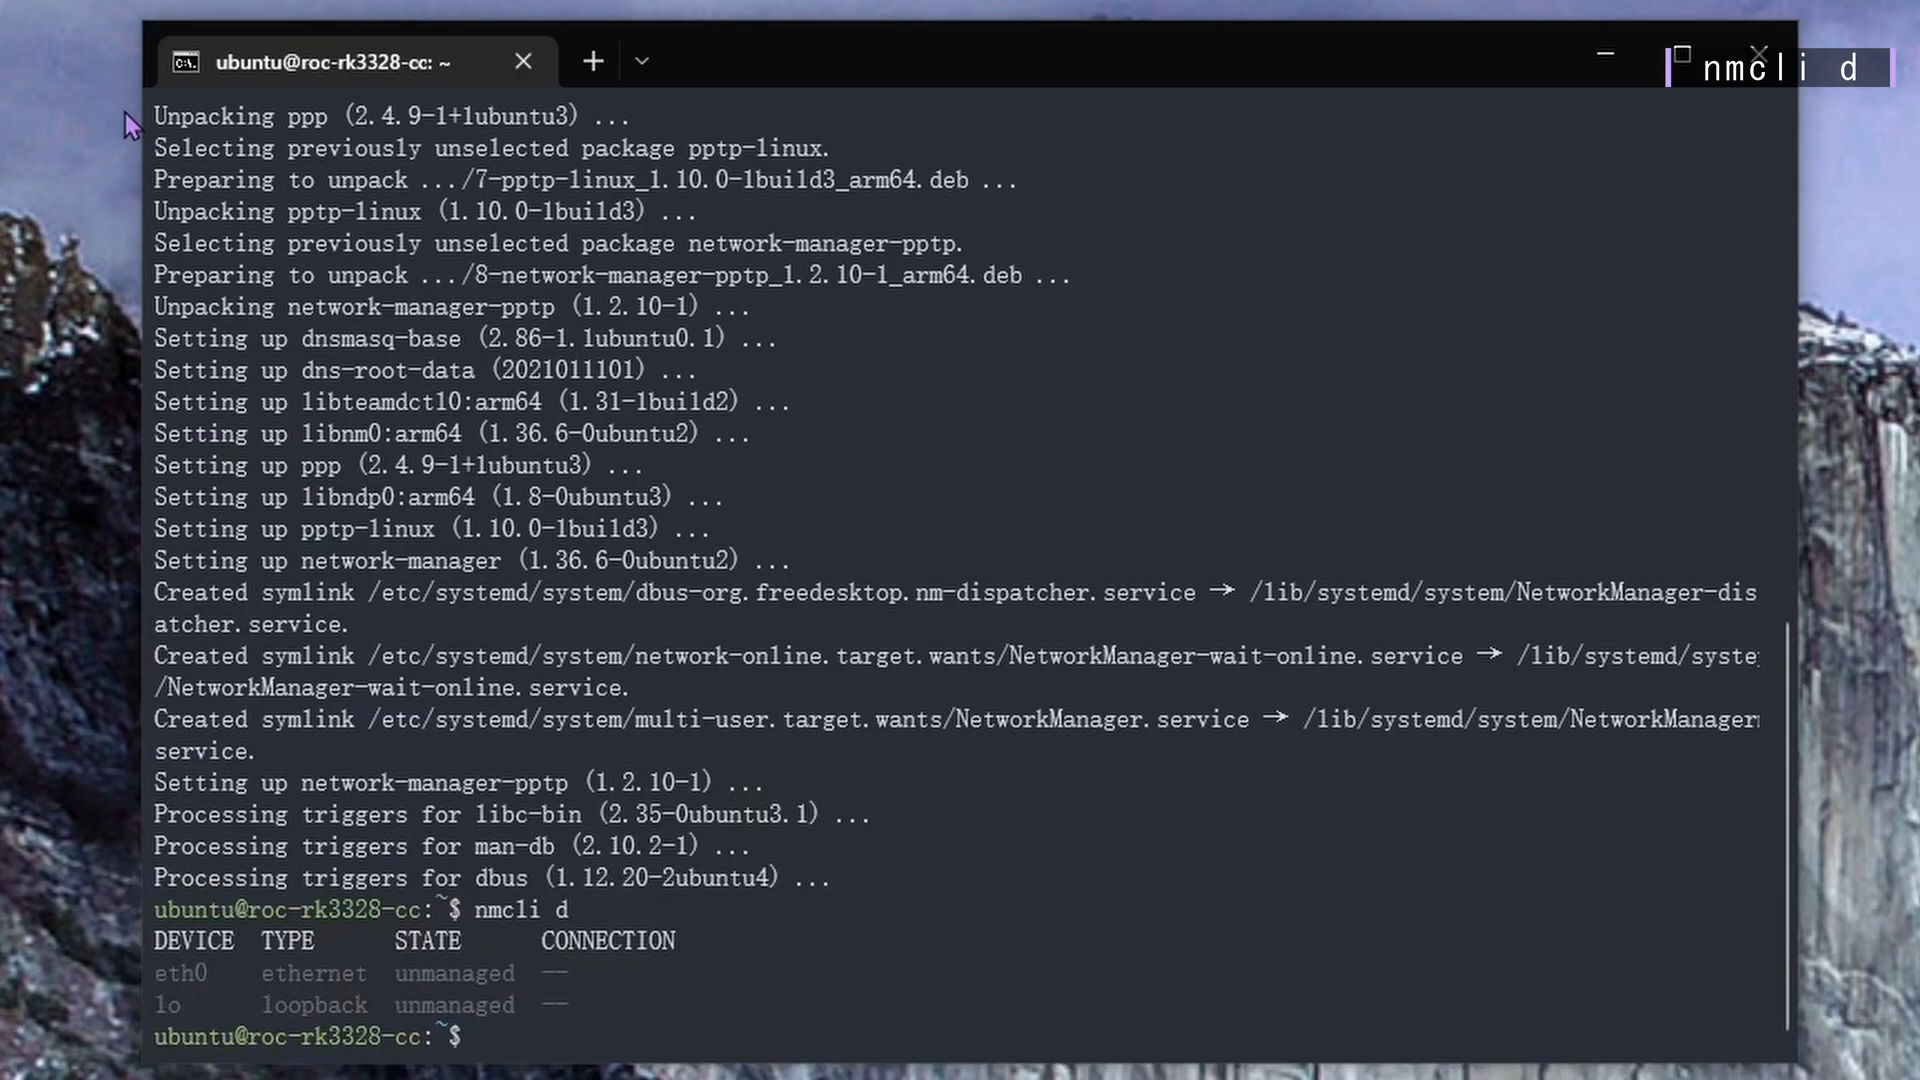 ubuntu@roc-rk3328-cc: ~
nmcli d
Unpacking ppp (2.4.9-1+1ubuntu3) ...
Selecting previously unselected package pptp-linux.
Preparing to unpack .../7-pptp-linux_1.10.0-1build3_arm64.deb ...
Unpacking pptp-linux (1.10.0-1build3) ...
Selecting previously unselected package network-manager-pptp.
Preparing to unpack .../8-network-manager-pptp_1.2.10-1_arm64.deb ...
Unpacking network-manager-pptp (1.2.10-1) ...
Setting up dnsmasq-base (2.86-1.1ubuntu0.1) ...
Setting up dns-root-data (2021011101) ...
Setting up libteamdctl0:arm64 (1.31-1build2) ...
Setting up libnm0:arm64 (1.36.6-0ubuntu2) ...
Setting up ppp (2.4.9-1+1ubuntu3) ...
Setting up libndp0:arm64 (1.8-0ubuntu3) ...
Setting up pptp-linux (1.10.0-1build3) ...
Setting up network-manager (1.36.6-0ubuntu2) ...
Created symlink /etc/systemd/system/dbus-org.freedesktop.nm-dispatcher.service → /lib/systemd/system/NetworkManager-dis
atcher.service.
Created symlink /etc/systemd/system/network-online.target.wants/NetworkManager-wait-online.service → /lib/systemd/syste
/NetworkManager-wait-online.service.
Created symlink /etc/systemd/system/multi-user.target.wants/NetworkManager.service → /lib/systemd/system/NetworkManager
service.
Setting up network-manager-pptp (1.2.10-1) ...
Processing triggers for libc-bin (2.35-0ubuntu3.1) ...
Processing triggers for man-db (2.10.2-1) ...
Processing triggers for dbus (1.12.20-2ubuntu4) ...
ubuntu@roc-rk3328-cc:~$ nmcli d
DEVICE TYPE STATE CONNECTION
eth0 ethernet unmanaged --
lo loopback unmanaged --
ubuntu@roc-rk3328-cc:~$